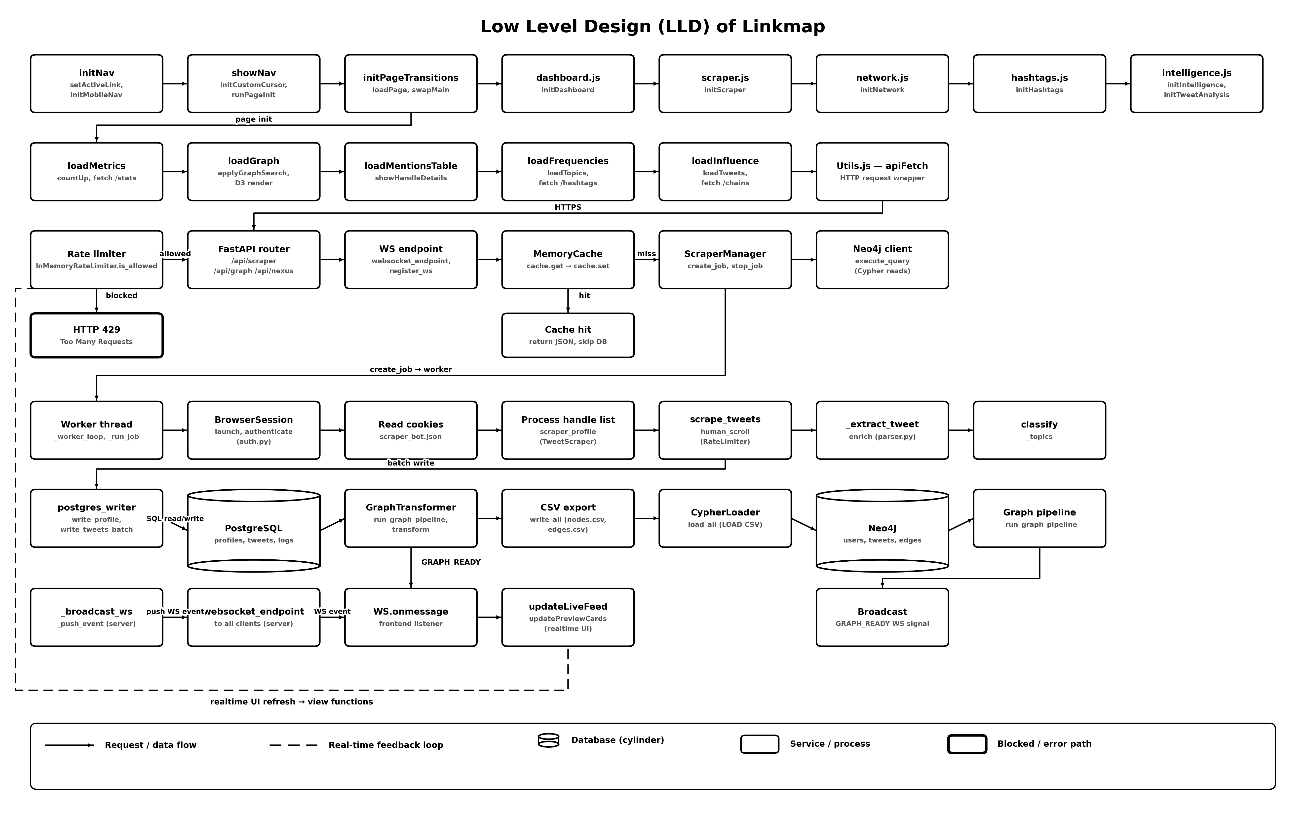 Low Level Design (LLD) of Linkmap
initNav
setActiveLink,
initMobileNav
showNav
initCustomCursor,
runPageInit
initPageTransitions
loadPage, swapMain
dashboard.js
initDashboard
scraper.js
initScraper
network.js
initNetwork
hashtags.js
initHashtags
intelligence.js
initIntelligence,
initTweetAnalysis
page init
loadMetrics
countUp, fetch /stats
loadGraph
applyGraphSearch,
D3 render
loadMentionsTable
showHandleDetails
loadFrequencies
loadTopics,
fetch /hashtags
loadInfluence
loadTweets,
fetch /chains
Utils.js — apiFetch
HTTP request wrapper
HTTPS
Rate limiter
InMemoryRateLimiter.is_allowed
allowed
FastAPI router
/api/scraper
/api/graph /api/nexus
WS endpoint
websocket_endpoint,
register_ws
MemoryCache
cache.get → cache.set
miss
ScraperManager
create_job, stop_job
Neo4j client
execute_query
(Cypher reads)
blocked
hit
HTTP 429
Too Many Requests
Cache hit
return JSON, skip DB
create_job → worker
Worker thread
_worker_loop, _run_job
BrowserSession
launch, authenticate
(auth.py)
Read cookies
scraper_bot.json
Process handle list
scraper_profile
(TweetScraper)
scrape_tweets
human_scroll
(RateLimiter)
_extract_tweet
enrich (parser.py)
classify
_topics
batch write
postgres_writer
write_profile,
write_tweets_batch
SQL read/write
PostgreSQL
profiles, tweets, logs
GraphTransformer
run_graph_pipeline,
transform
CSV export
write_all (nodes.csv,
edges.csv)
CypherLoader
load_all (LOAD CSV)
Neo4j
users, tweets, edges
Graph pipeline
run_graph_pipeline
GRAPH_READY
_broadcast_ws
_push_event (server)
push WS event
websocket_endpoint
to all clients (server)
WS event
WS.onmessage
frontend listener
updateLiveFeed
updatePreviewCards
(realtime UI)
Broadcast
GRAPH_READY WS signal
realtime UI refresh → view functions
Request / data flow
Real-time feedback loop
Database (cylinder)
Service / process
Blocked / error path